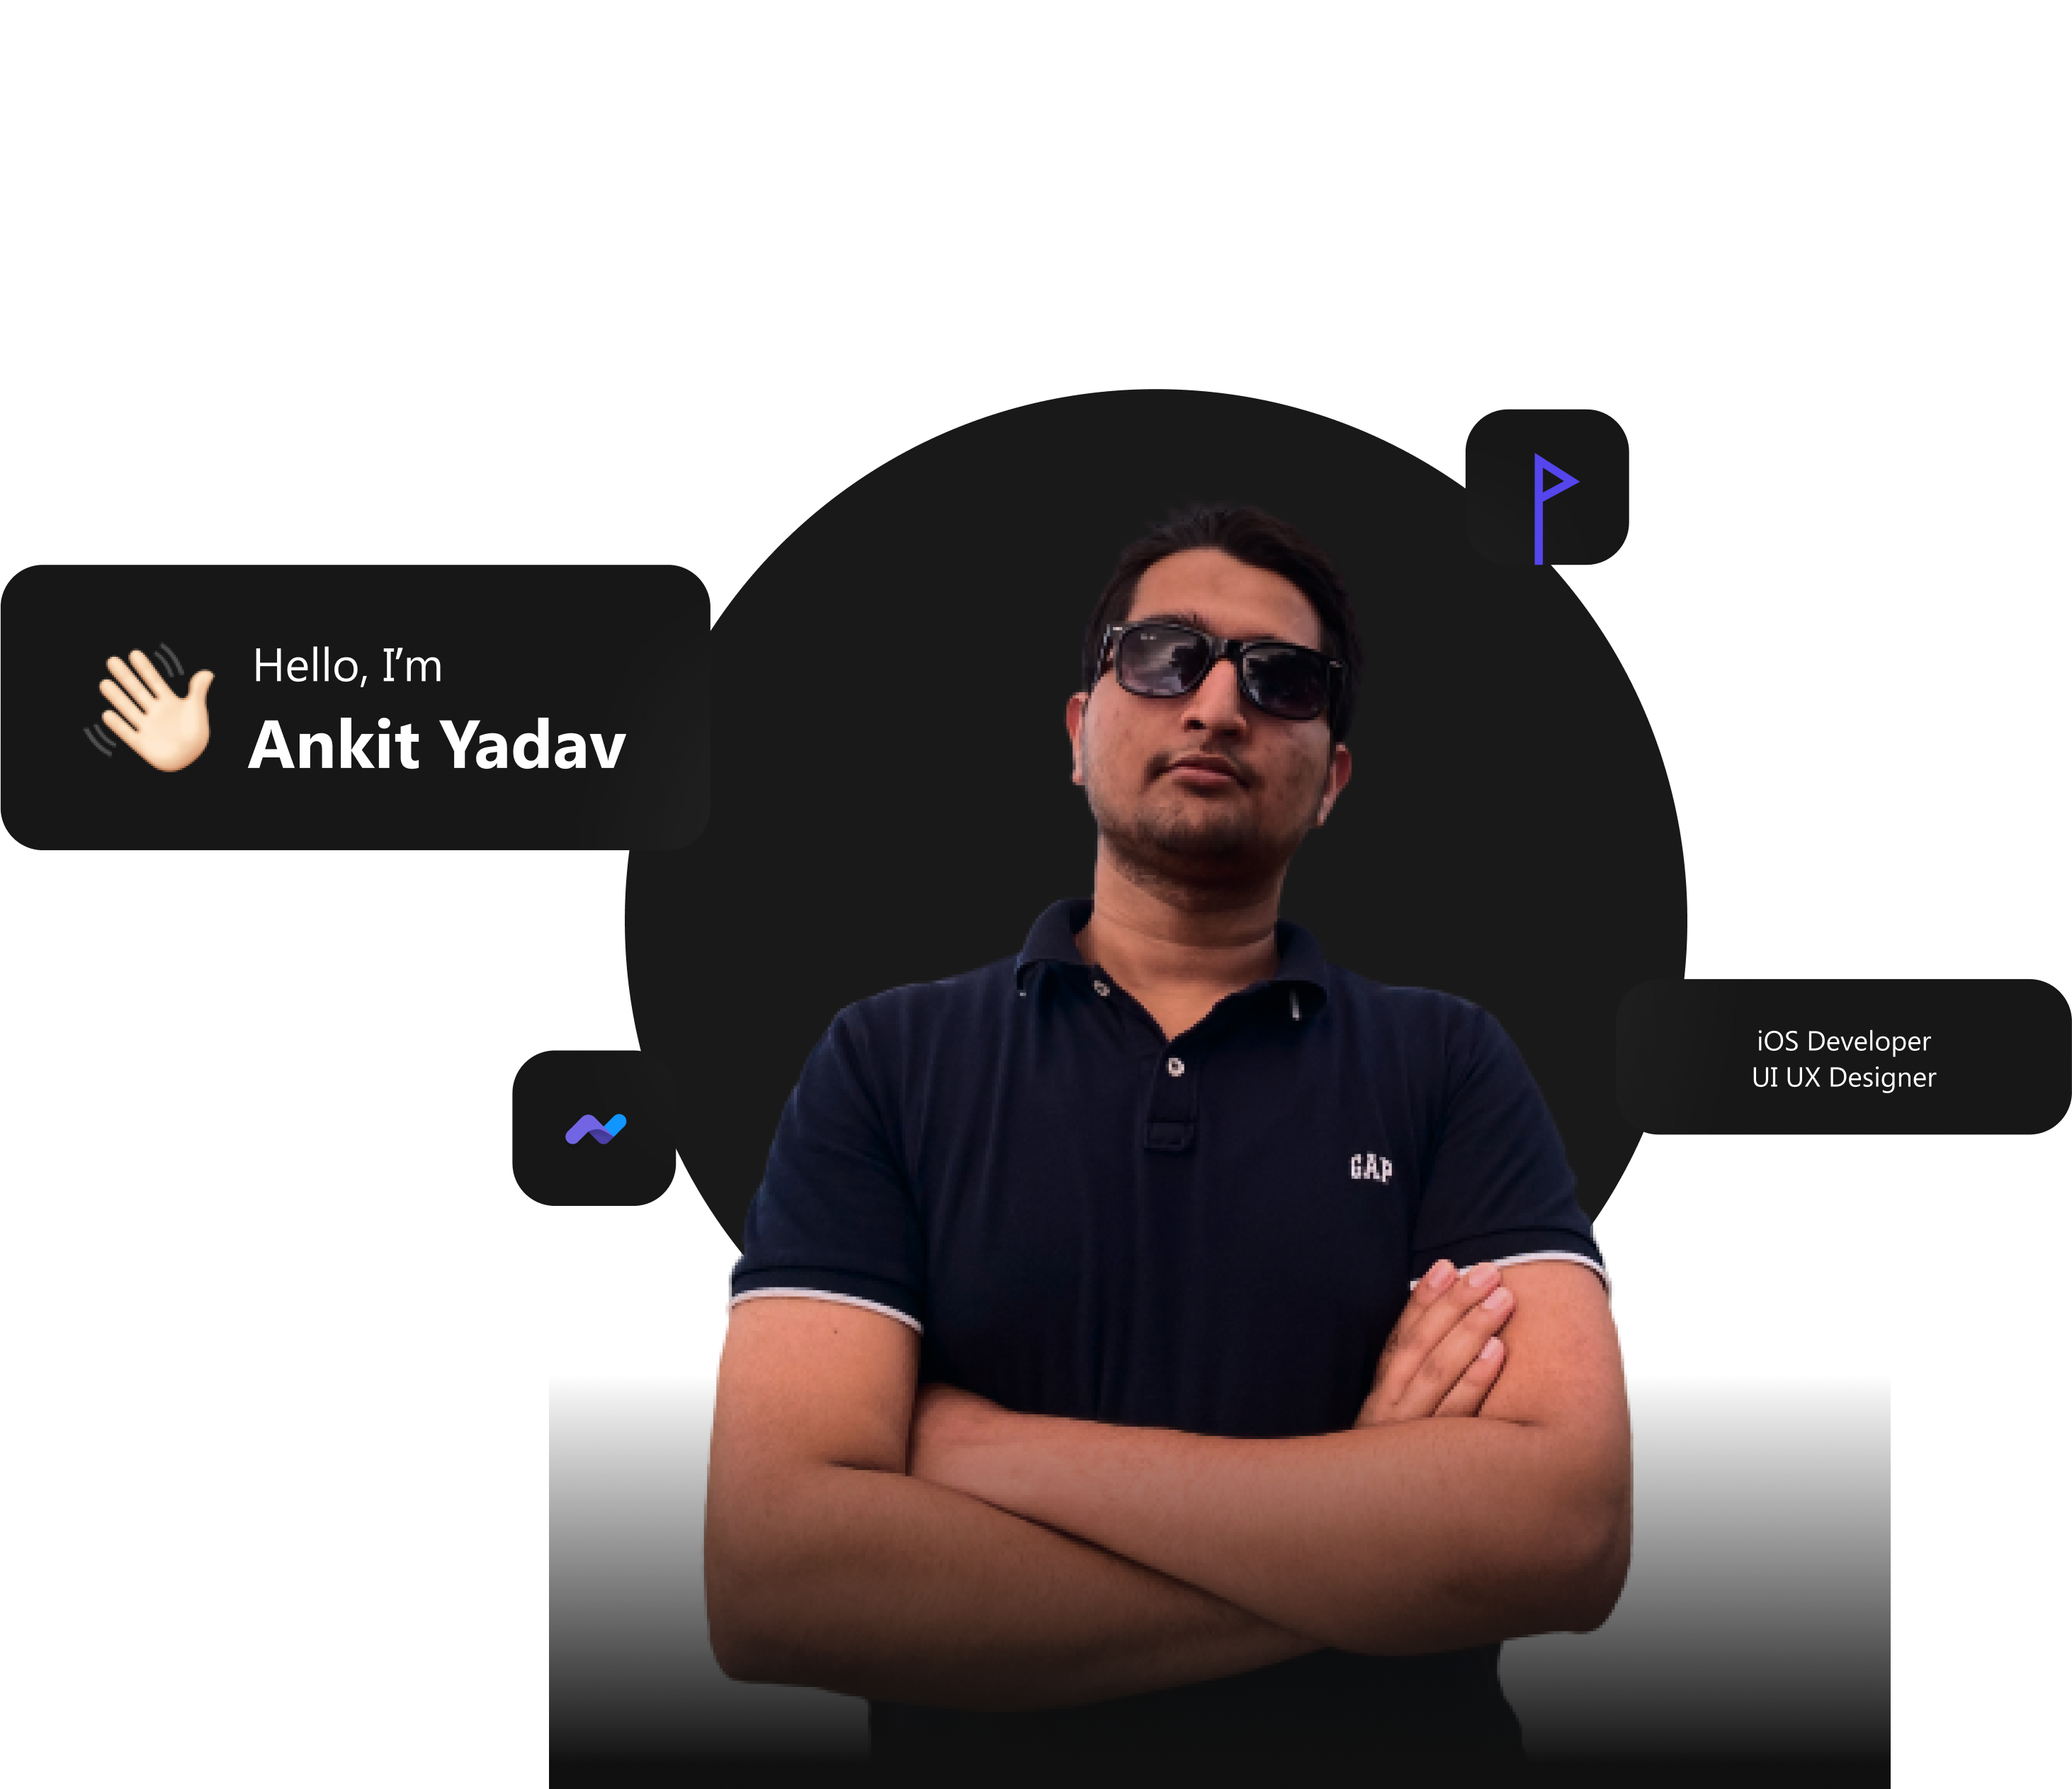 Hello, I’m
Ankit Yadav
iOS Developer
UI UX Designer
GAP